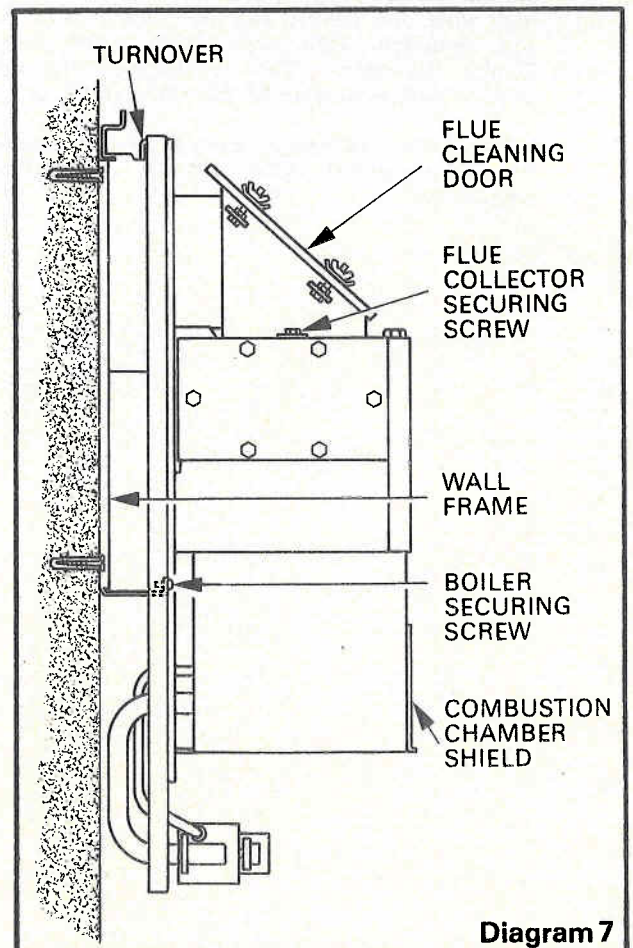 TURNOVER
FLUE
CLEANING
DOOR
FLUE
COLLECTOR
SECURING
SCREW
WALL
FRAME
BOILER
SECURING
SCREW
COMBUSTION
CHAMBER
SHIELD
Diagram 7